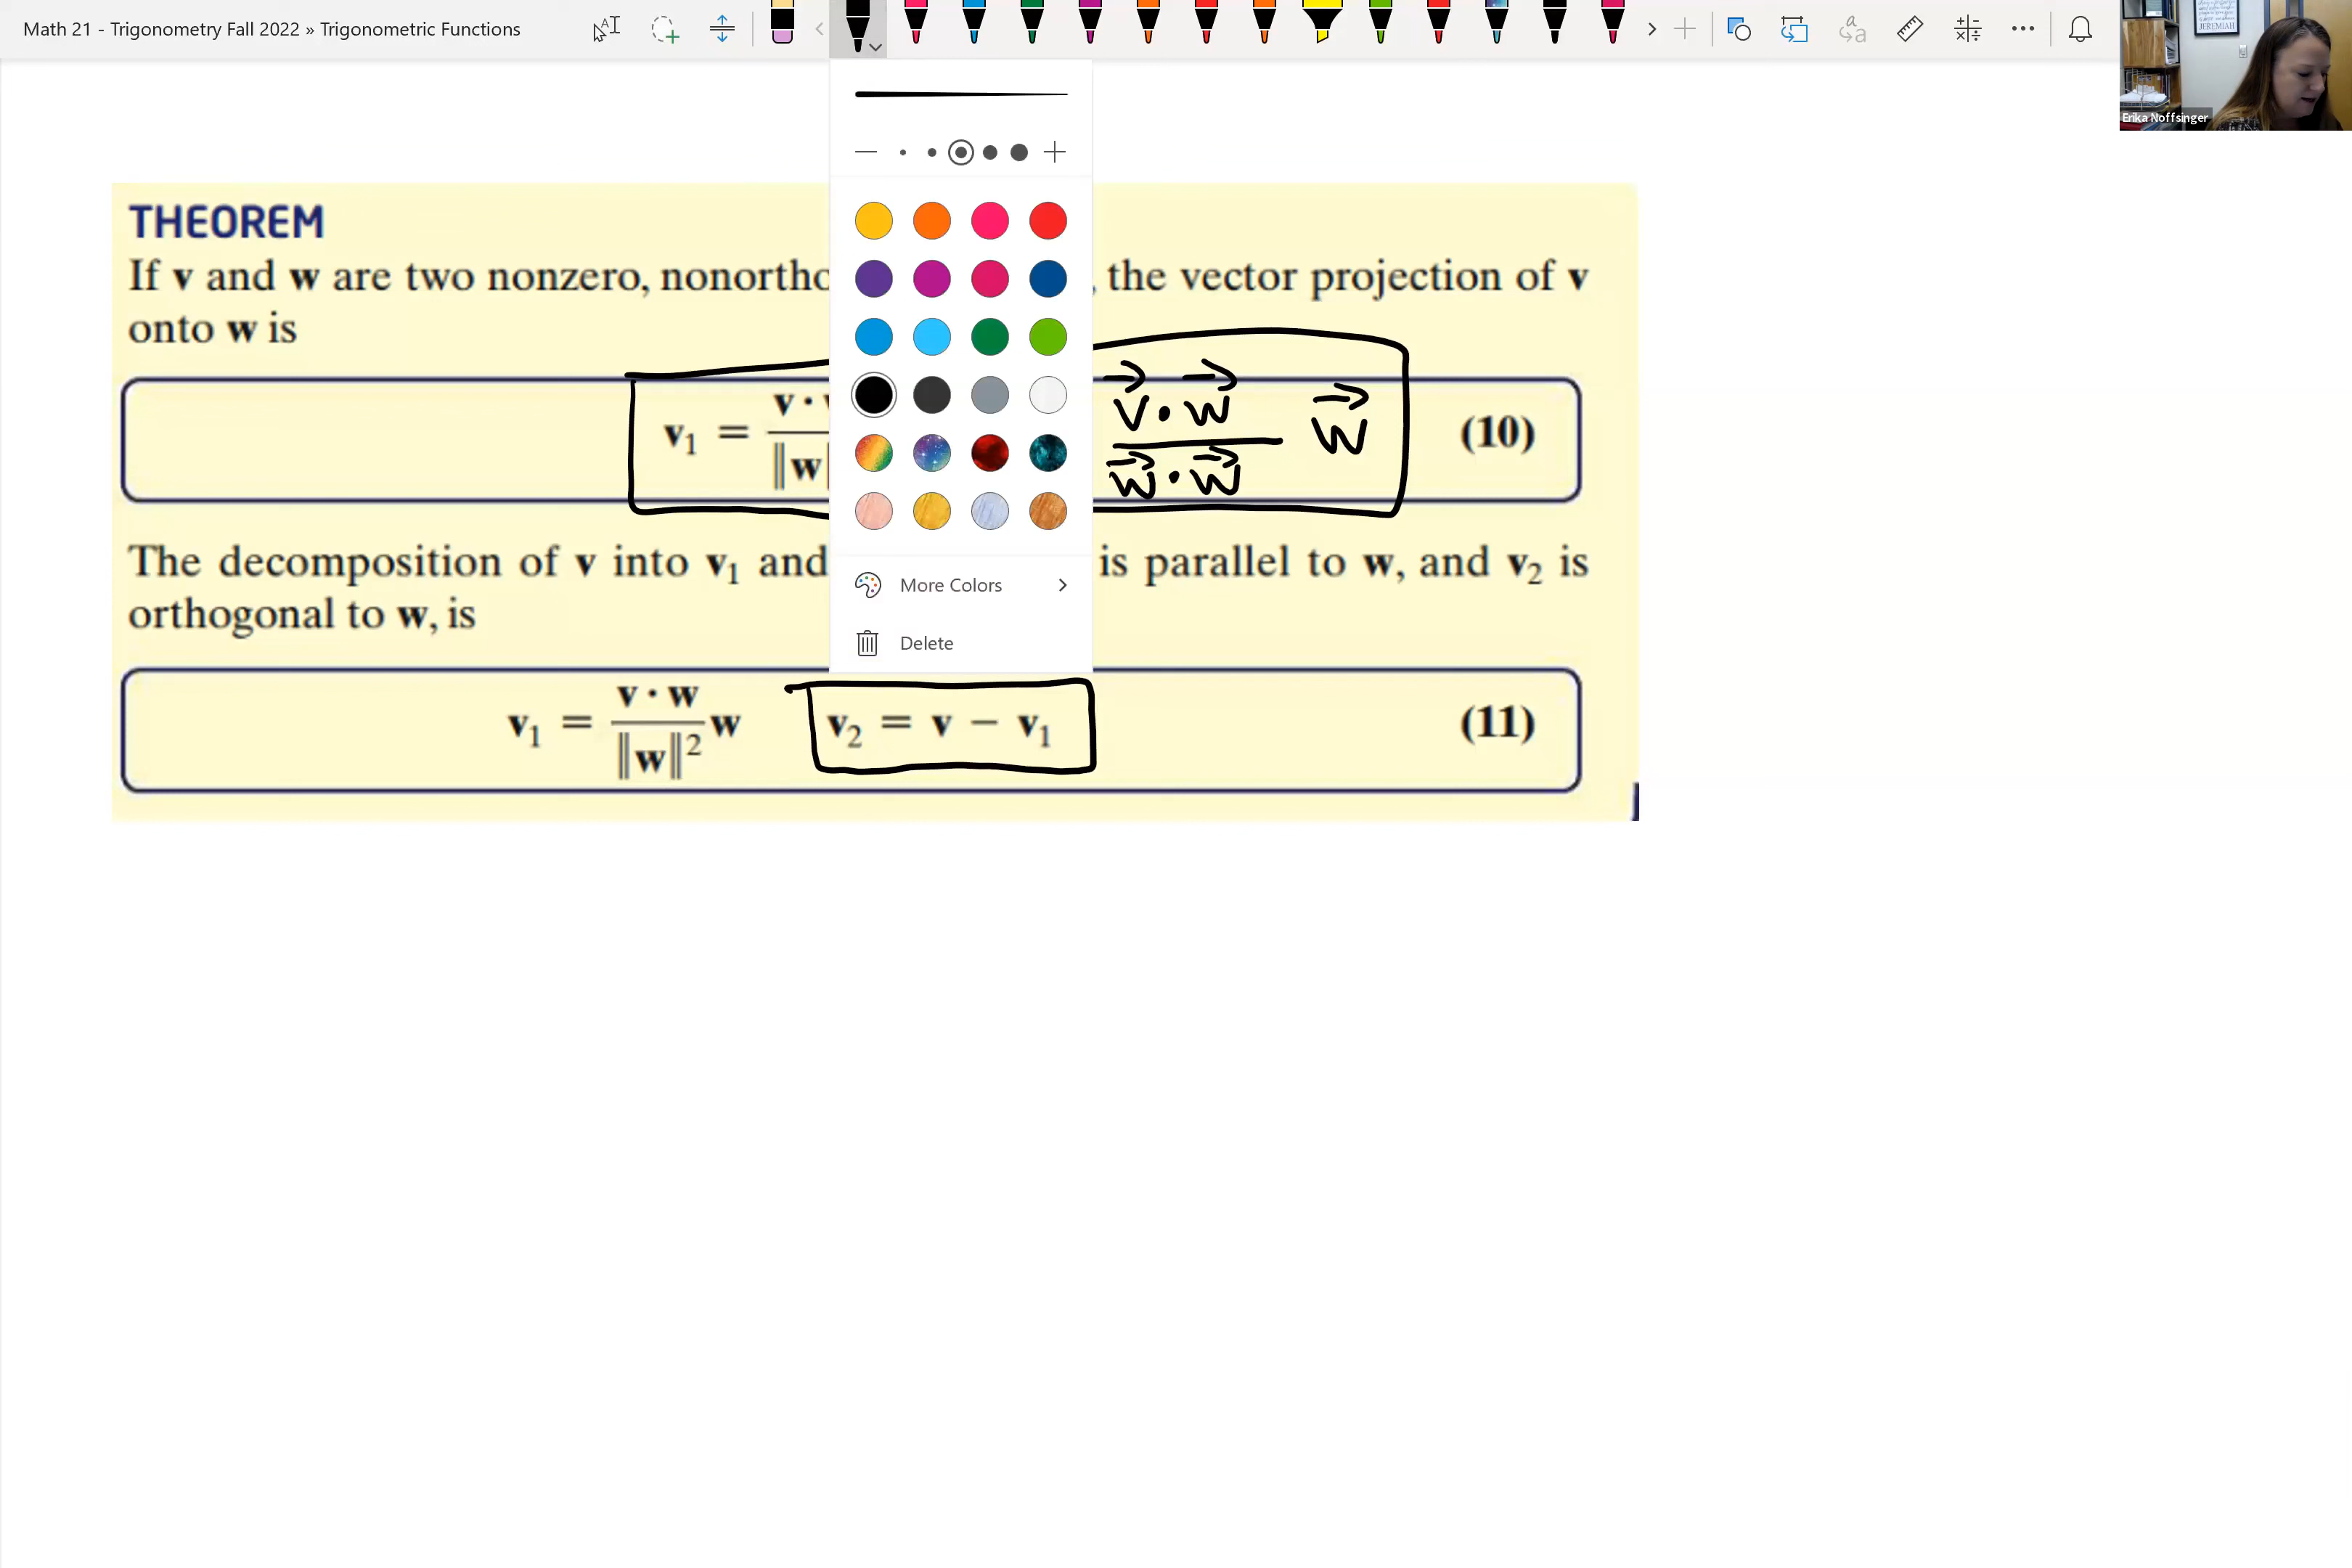 Math 21 - Trigonometry Fall 2022 » Trigonometric Functions
Erika Noffsinger
THEOREM
If v and w are two nonzero, , the vector projection of v
onto w is
v₁ = v · / ‖w v⃗ · w⃗ / w⃗ · w⃗ w⃗ (10)
The decomposition of v into v₁ and is parallel to w, and v₂ is
orthogonal to w, is
v₁ = v · w / ‖w‖² w v₂ = v − v₁ (11)
More Colors
Delete